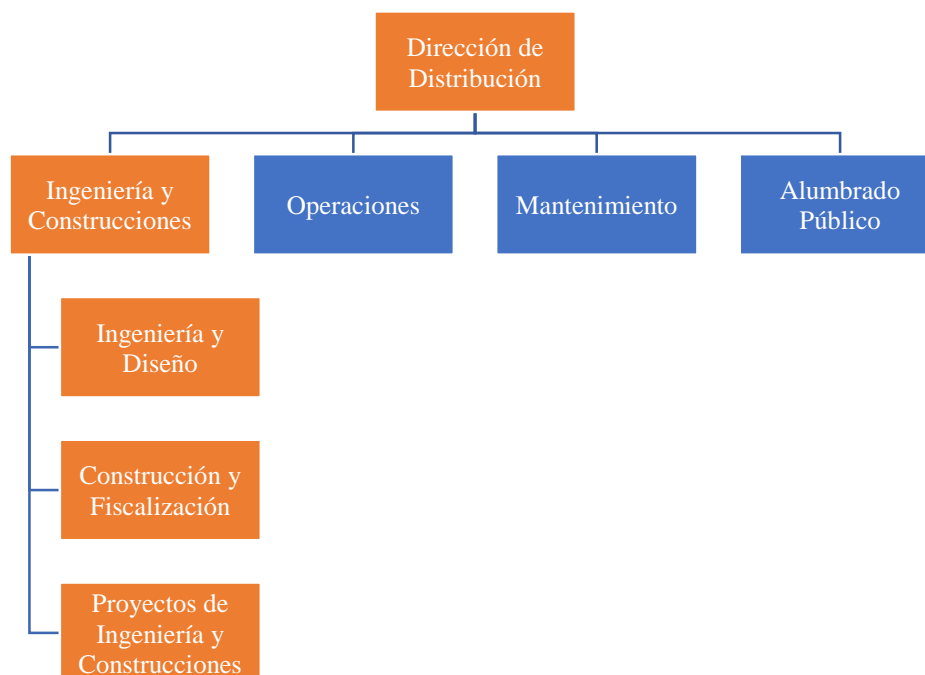 Dirección de
Distribución
Ingeniería y
Construcciones
Operaciones
Mantenimiento
Alumbrado
Público
Ingeniería y
Diseño
Construcción y
Fiscalización
Proyectos de
Ingeniería y
Construcciones